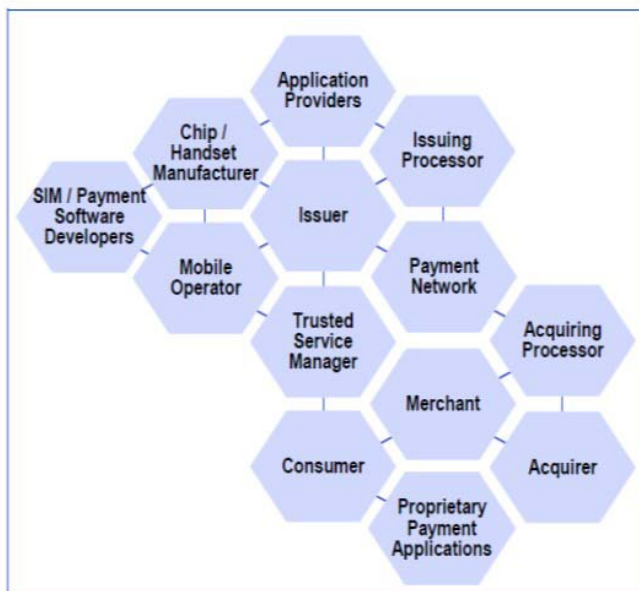 Application
Providers
Chip /
Handset
Manufacturer
Issuing
Processor
SIM / Payment
Software
Developers
Issuer
Mobile
Operator
Payment
Network
Trusted
Service
Manager
Acquiring
Processor
Merchant
Consumer
Acquirer
Proprietary
Payment
Applications